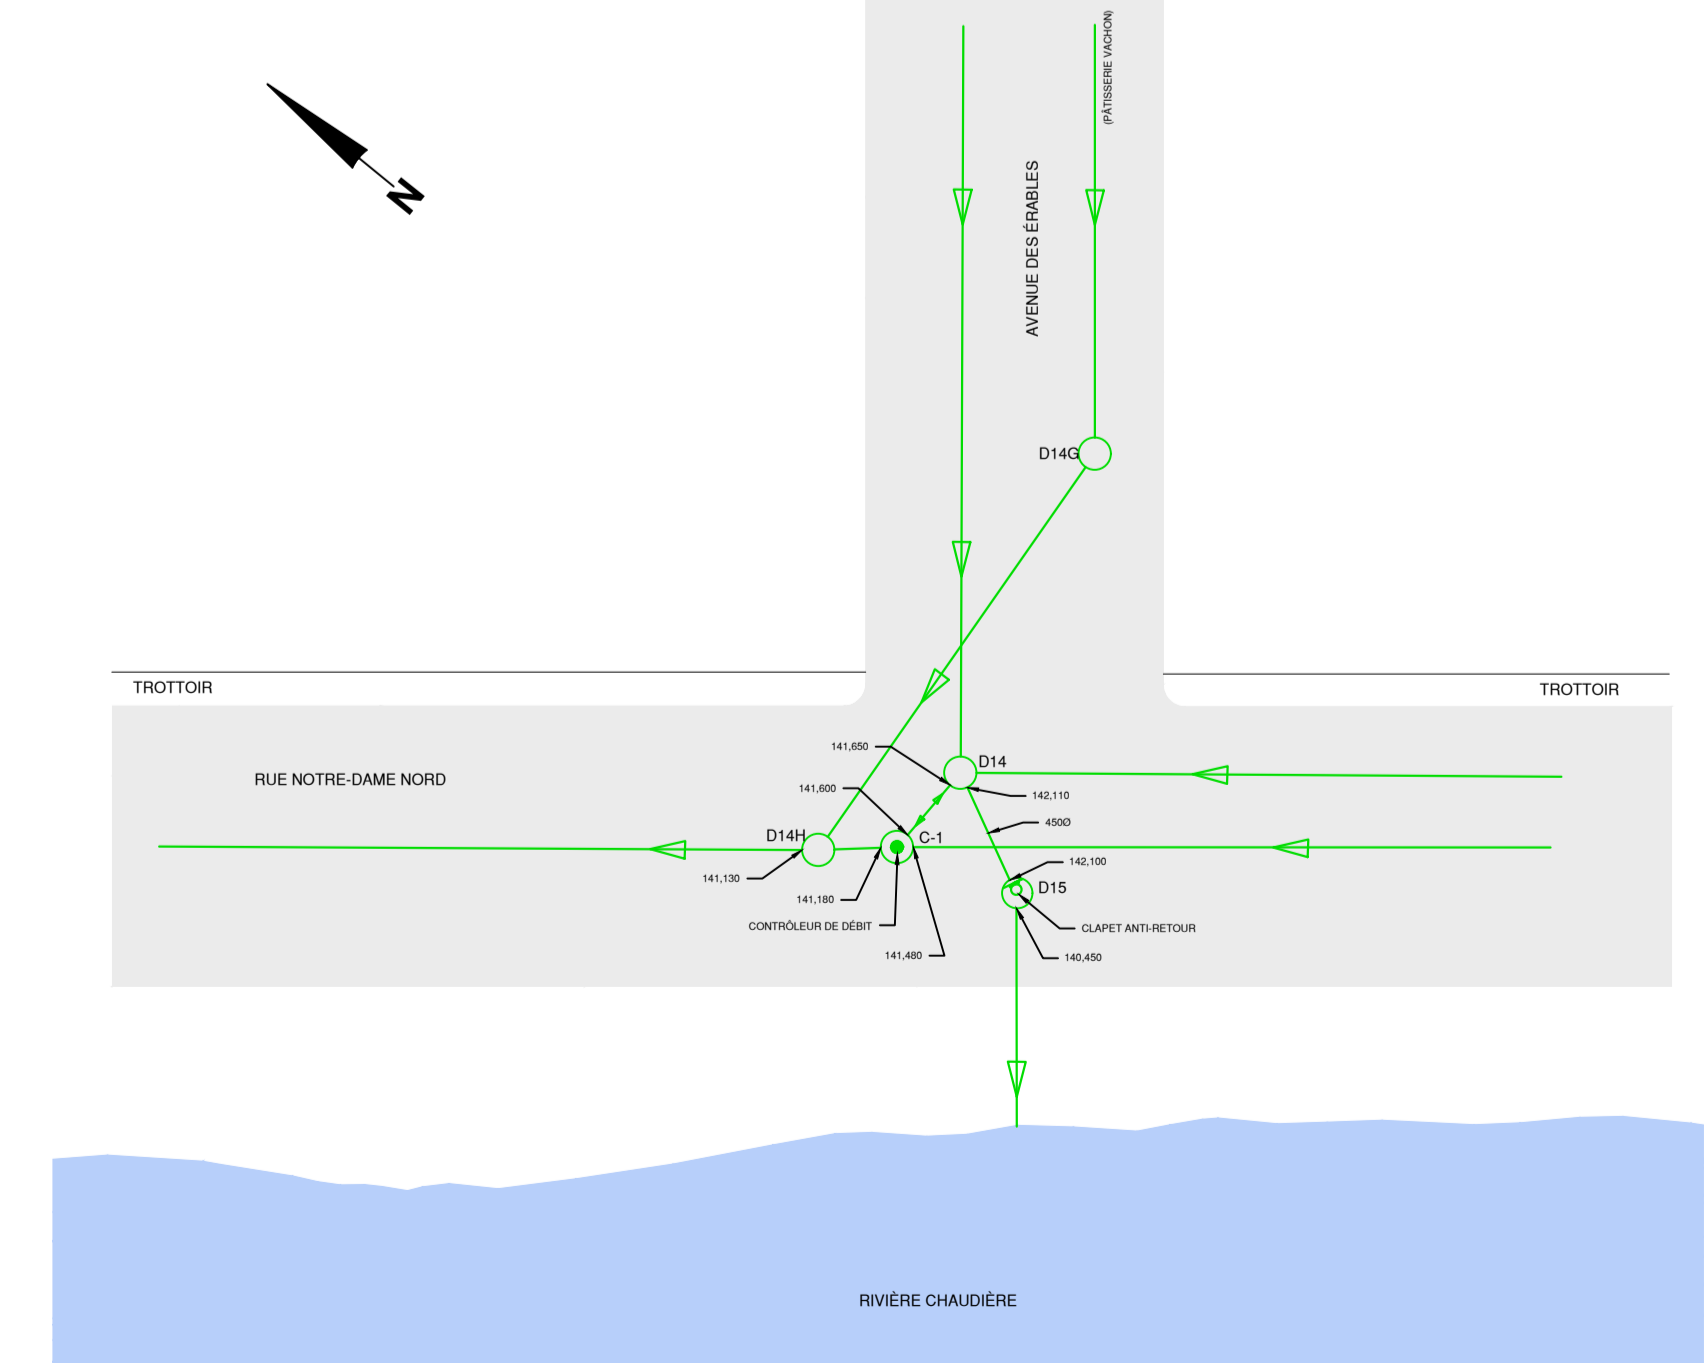 (PÂTISSERIE VACHON)
N
AVENUE DES ÉRABLES
D14G
TROTTOIR
TROTTOIR
141,650
D14
RUE NOTRE-DAME NORD
141,600
142,110
450Ø
D14H
C-1
142,100
141,130
D15
141,180
CONTRÔLEUR DE DÉBIT
CLAPET ANTI-RETOUR
141,480
140,450
RIVIÈRE CHAUDIÈRE